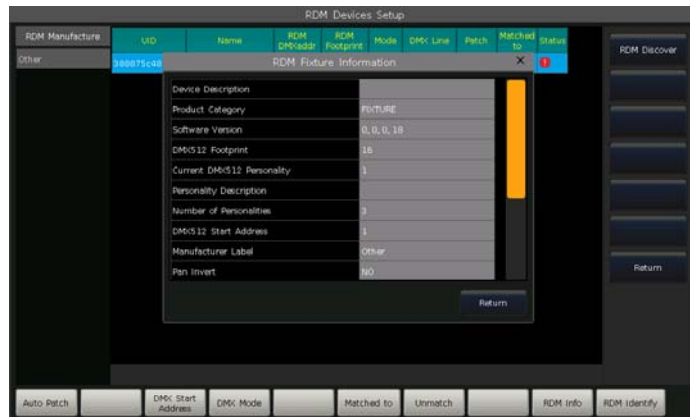 RDM Devices Setup
RDM Manufacture
UID
Name
RDM DMXaddr
RDM Footprint
Mode
DMX Line
Patch
Matched to
Status
RDM Discover
Other
RDM Fixture Information
X
Device Description
Product Category FIXTURE
Software Version 0, 0, 0, 18
DMX512 Footprint 16
Current DMX512 Personality 1
Personality Description
Number of Personalities 3
DMX512 Start Address 1
Manufacturer Label Other
Pan Invert NO
Return
Return
Auto Patch
DMX Start Address
DMX Mode
Matched to
Unmatch
RDM Info
RDM Identify